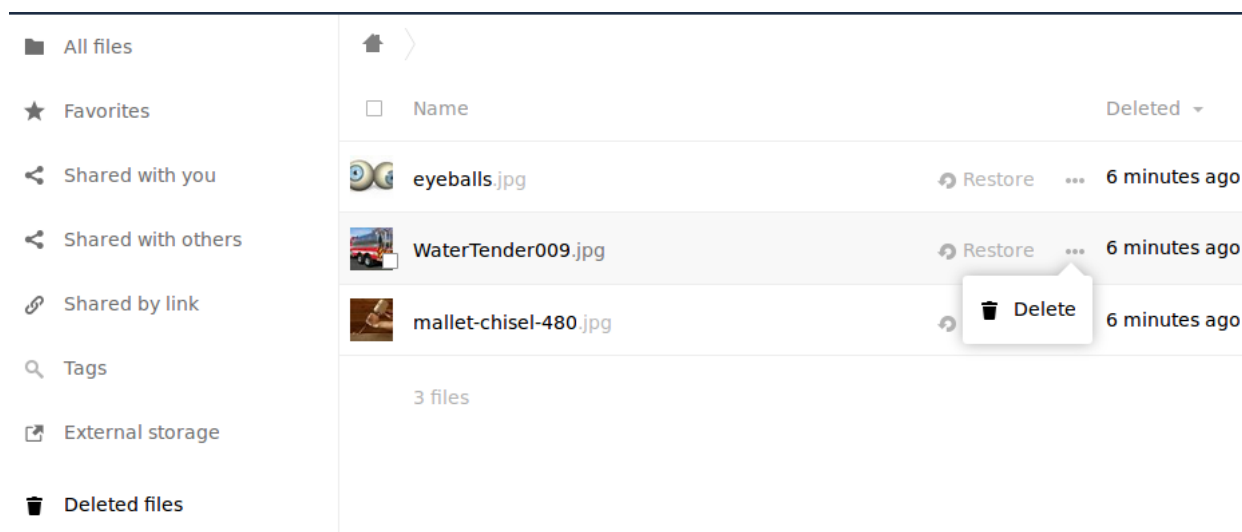 All files
Favorites
Shared with you
Shared with others
Shared by link
Tags
External storage
Deleted files
Name Deleted
eyeballs.jpg Restore ... 6 minutes ago
WaterTender009.jpg Restore ... 6 minutes ago
Delete
mallet-chisel-480.jpg 6 minutes ago
3 files